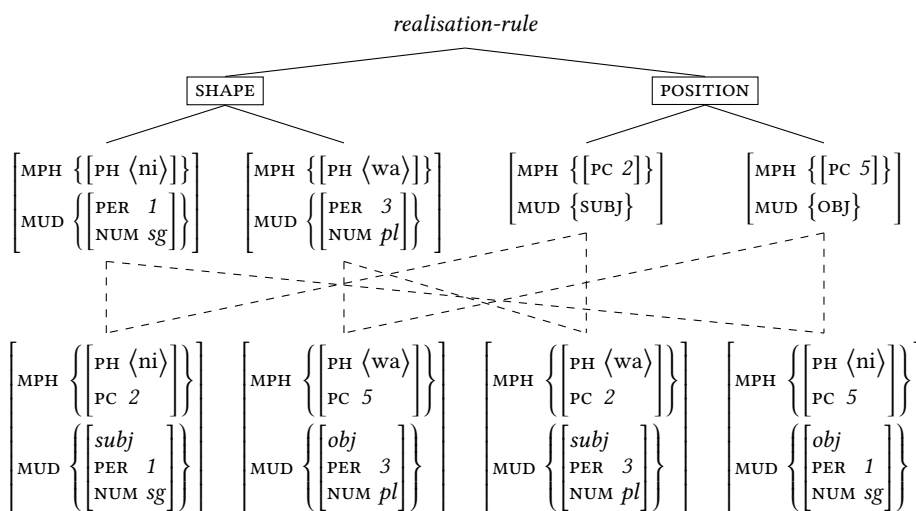 realisation-rule
SHAPE POSITION
[MPH {[PH ⟨ni⟩]}] [MPH {[PH ⟨wa⟩]}] [MPH {[PC 2]}] [MPH {[PC 5]}]
[MUD {[PER 1] [MUD {[PER 3] [MUD {SUBJ}] [MUD {OBJ}]
[NUM sg]}] [NUM pl]}]
[MPH {[PH ⟨ni⟩ [MPH {[PH ⟨wa⟩ [MPH {[PH ⟨wa⟩ [MPH {[PH ⟨ni⟩
PC 2]} PC 5]} PC 2]} PC 5]}
MUD {[subj MUD {[obj MUD {[subj MUD {[obj
PER 1 PER 3 PER 3 PER 1
NUM sg]}] NUM pl]}] NUM pl]}] NUM sg]}]